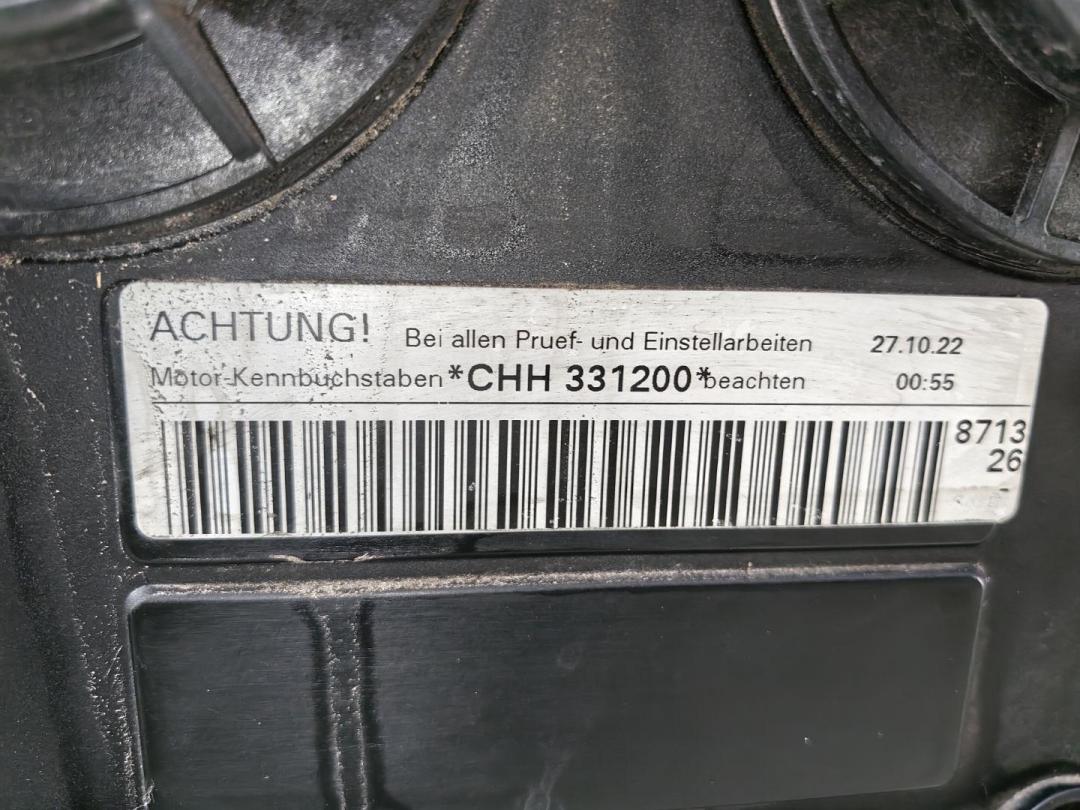 ACHTUNG! Bei allen Pruef- und Einstellarbeiten 27.10.22
Motor-Kennbuchstaben *CHH 331200* beachten 00:55
8713
26